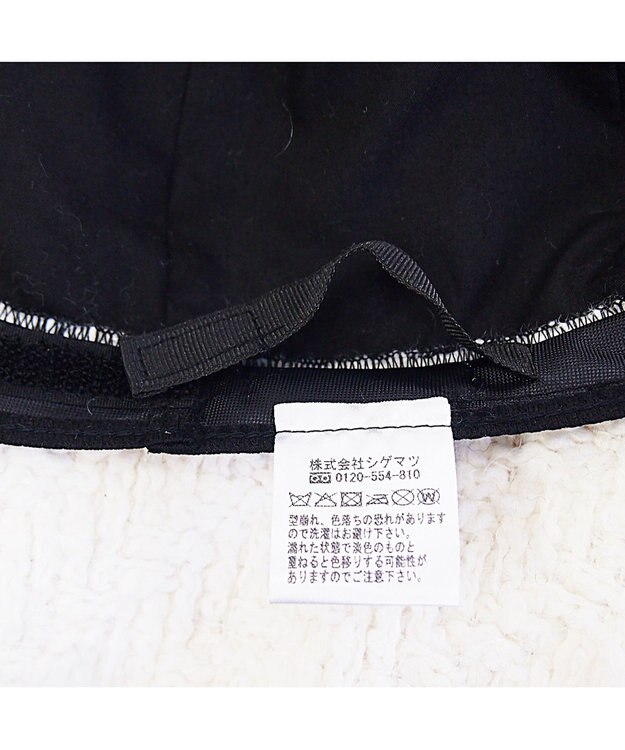 株式会社シゲマツ
0120-554-810
型崩れ、色落ちの恐れがあります
ので洗濯はお避け下さい。
濡れた状態で淡色のものと
重ねると色移りする可能性が
ありますのでご注意下さい。